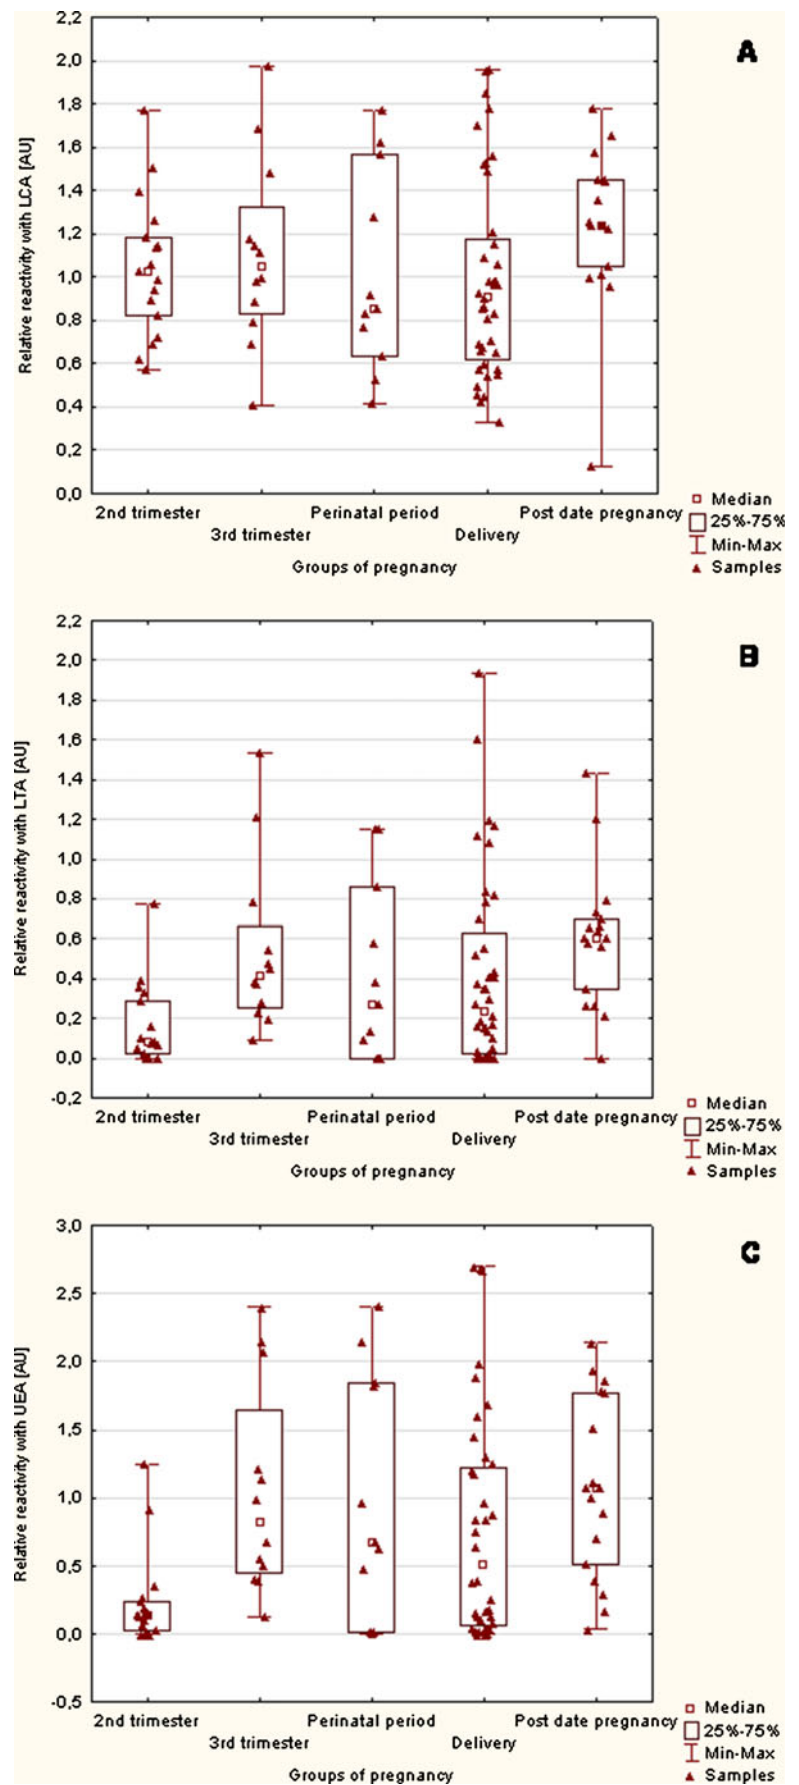 A
Relative reactivity with LCA [AU]
2,2
2,0
1,8
1,6
1,4
1,2
1,0
0,8
0,6
0,4
0,2
0,0
2nd trimester
3rd trimester
Perinatal period
Delivery
Post date pregnancy
Groups of pregnancy
Median
25%-75%
Min-Max
Samples
B
Relative reactivity with LTA [AU]
2,2
2,0
1,8
1,6
1,4
1,2
1,0
0,8
0,6
0,4
0,2
0,0
-0,2
2nd trimester
3rd trimester
Perinatal period
Delivery
Post date pregnancy
Groups of pregnancy
Median
25%-75%
Min-Max
Samples
C
Relative reactivity with UEA [AU]
3,0
2,5
2,0
1,5
1,0
0,5
0,0
-0,5
2nd trimester
3rd trimester
Perinatal period
Delivery
Post date pregnancy
Groups of pregnancy
Median
25%-75%
Min-Max
Samples